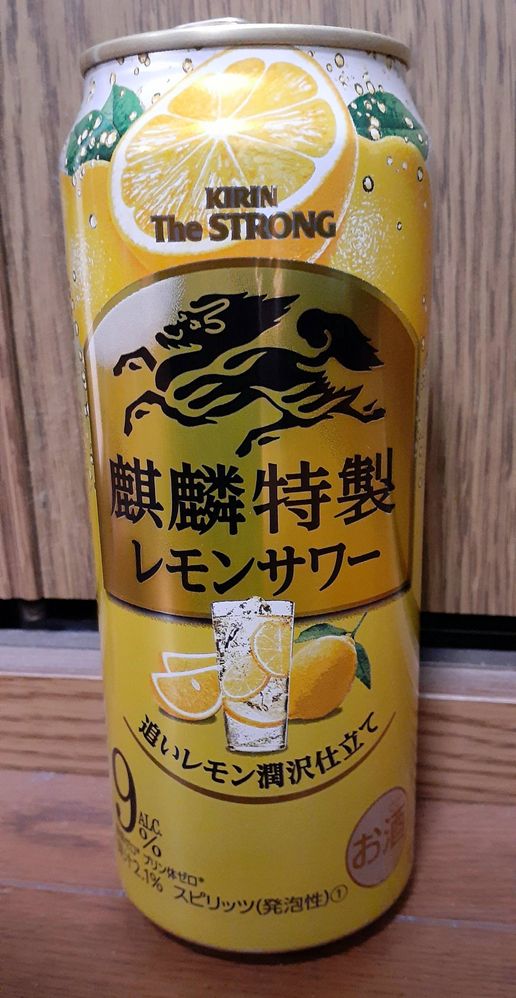 KIRIN
The STRONG
麒麟特製
レモンサワー
追いレモン潤沢仕立て
9% ALC.
お酒
プリン体ゼロ*
2.1% スピリッツ(発泡性)①